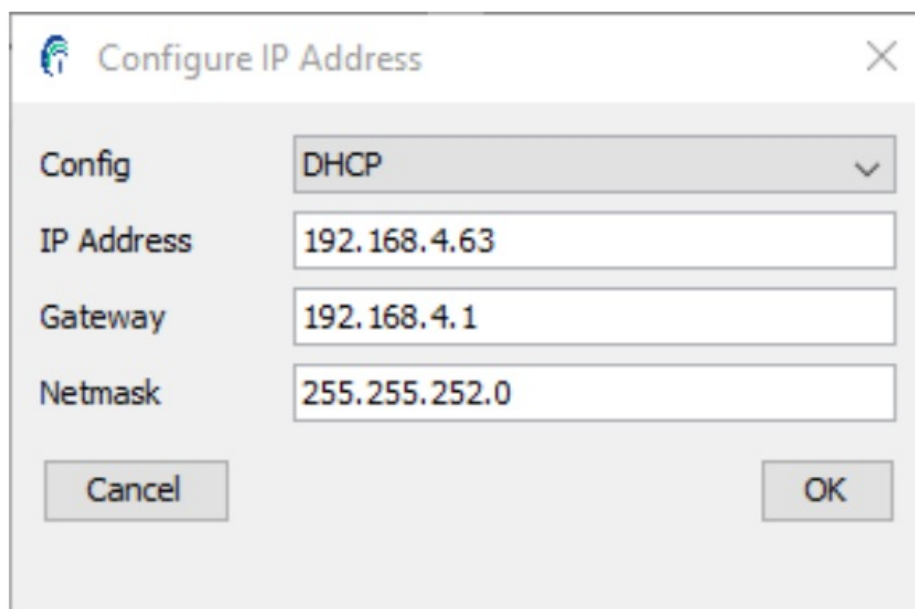 Configure IP Address
Config DHCP
IP Address 192.168.4.63
Gateway 192.168.4.1
Netmask 255.255.252.0
Cancel OK